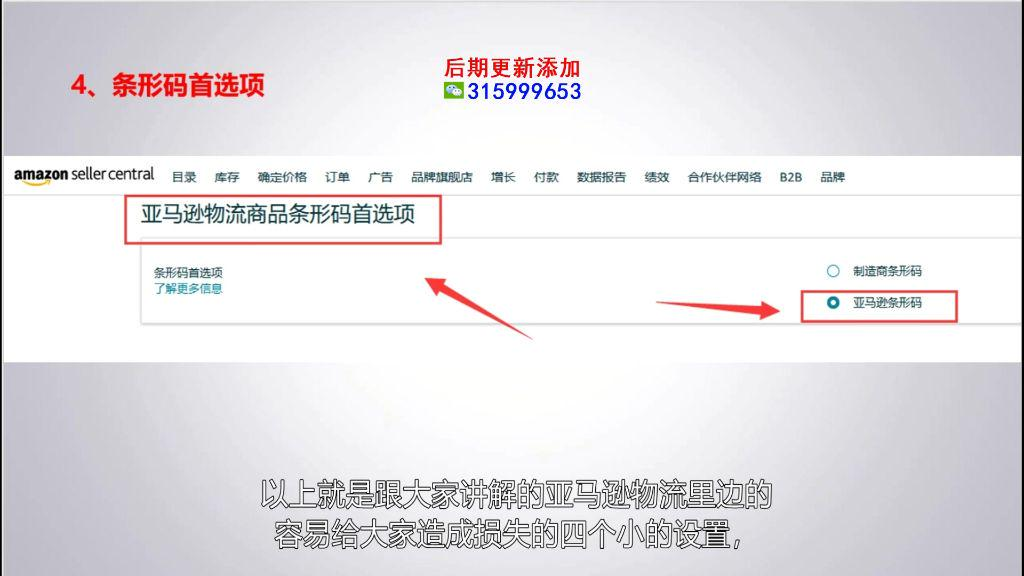 4、条形码首选项
后期更新添加
315999653
amazon seller central 目录 库存 确定价格 订单 广告 品牌旗舰店 增长 付款 数据报告 绩效 合作伙伴网络 B2B 品牌
亚马逊物流商品条形码首选项
条形码首选项
了解更多信息
制造商条形码
亚马逊条形码
以上就是跟大家讲解的亚马逊物流里边的
容易给大家造成损失的四个小的设置,